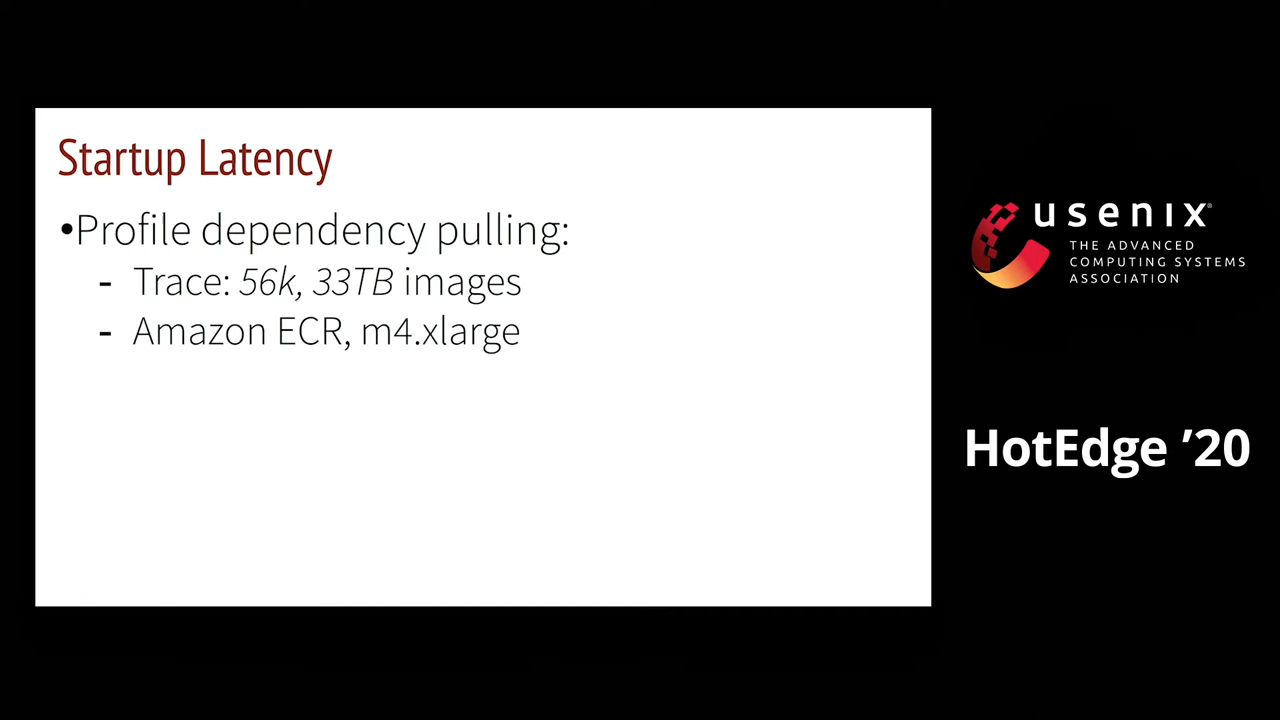 Startup Latency
•Profile dependency pulling:
- Trace: 56k, 33TB images
- Amazon ECR, m4.xlarge
usenix®
THE ADVANCED
COMPUTING SYSTEMS
ASSOCIATION
HotEdge ’20